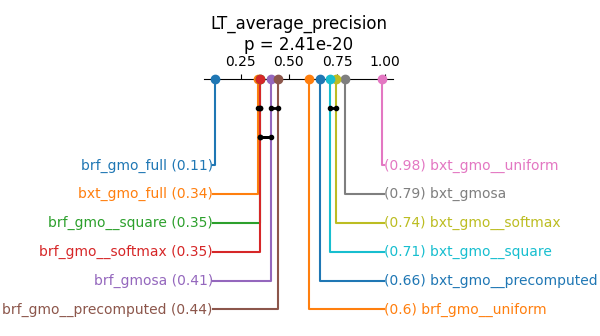 LT_average_precision
p = 2.41e-20
0.25 0.50 0.75 1.00
brf_gmo_full (0.11) (0.98) bxt_gmo__uniform
bxt_gmo_full (0.34) (0.79) bxt_gmosa
brf_gmo__square (0.35) (0.74) bxt_gmo__softmax
brf_gmo__softmax (0.35) (0.71) bxt_gmo__square
brf_gmosa (0.41) (0.66) bxt_gmo__precomputed
brf_gmo__precomputed (0.44) (0.6) brf_gmo__uniform